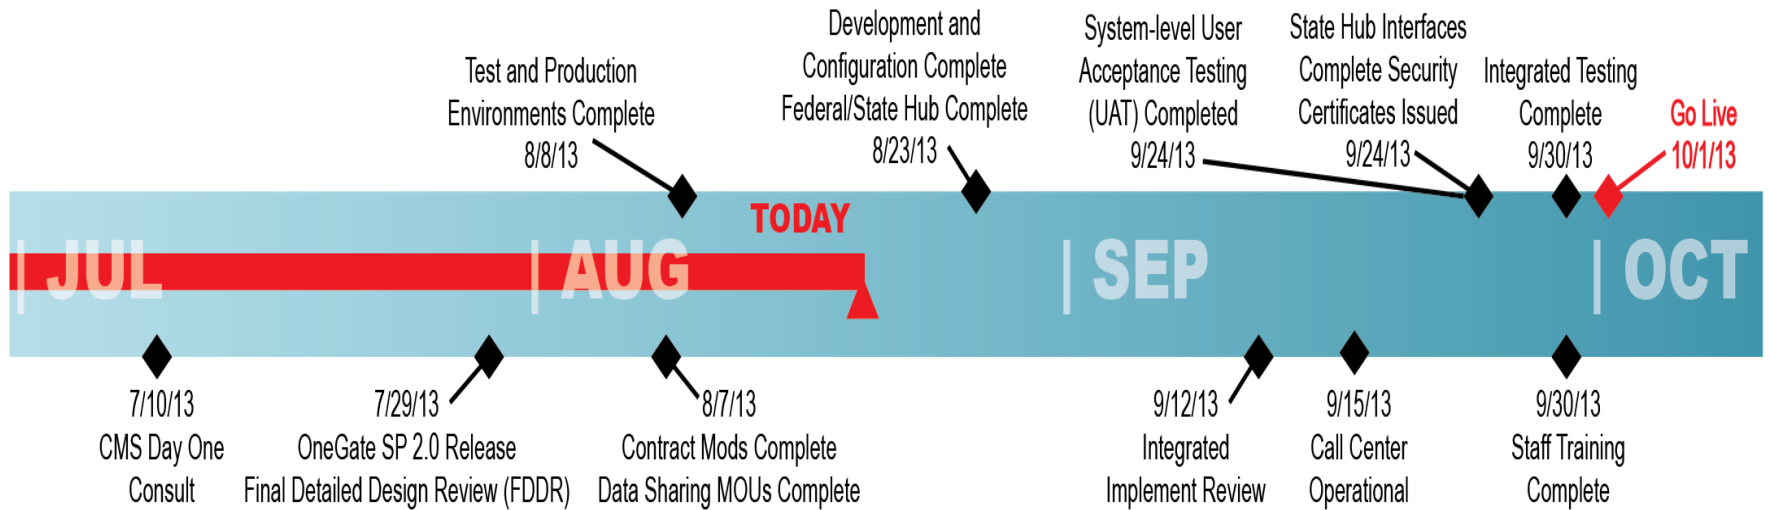 Test and Production
Environments Complete
8/8/13
Development and
Configuration Complete
Federal/State Hub Complete
8/23/13
System-level User
Acceptance Testing
(UAT) Completed
9/24/13
State Hub Interfaces
Complete Security
Certificates Issued
9/24/13
Integrated Testing
Complete
9/30/13
Go Live
10/1/13
TODAY
JUL
AUG
SEP
OCT
7/10/13
CMS Day One
Consult
7/29/13
OneGate SP 2.0 Release
Final Detailed Design Review (FDDR)
8/7/13
Contract Mods Complete
Data Sharing MOUs Complete
9/12/13
Integrated
Implement Review
9/15/13
Call Center
Operational
9/30/13
Staff Training
Complete